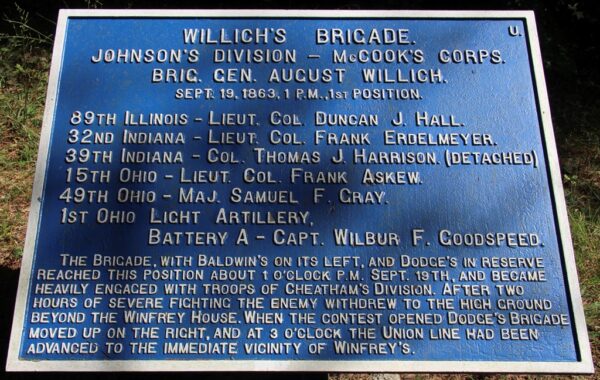 WILLICH'S BRIGADE. U.
JOHNSON'S DIVISION – MCCOOK'S CORPS.
BRIG. GEN. AUGUST WILLICH.
SEPT. 19, 1863, 1 P.M., 1ST POSITION.
89TH ILLINOIS – LIEUT. COL. DUNCAN J. HALL.
32ND INDIANA – LIEUT. COL. FRANK ERDELMEYER.
39TH INDIANA – COL. THOMAS J. HARRISON. (DETACHED)
15TH OHIO – LIEUT. COL. FRANK ASKEW.
49TH OHIO – MAJ. SAMUEL F. GRAY.
1ST OHIO LIGHT ARTILLERY,
BATTERY A – CAPT. WILBUR F. GOODSPEED.
THE BRIGADE, WITH BALDWIN'S ON ITS LEFT, AND DODGE'S IN RESERVE
REACHED THIS POSITION ABOUT 1 O'CLOCK P.M. SEPT. 19TH, AND BECAME
HEAVILY ENGAGED WITH TROOPS OF CHEATHAM'S DIVISION. AFTER TWO
HOURS OF SEVERE FIGHTING THE ENEMY WITHDREW TO THE HIGH GROUND
BEYOND THE WINFREY HOUSE. WHEN THE CONTEST OPENED DODGE'S BRIGADE
MOVED UP ON THE RIGHT, AND AT 3 O'CLOCK THE UNION LINE HAD BEEN
ADVANCED TO THE IMMEDIATE VICINITY OF WINFREY'S.